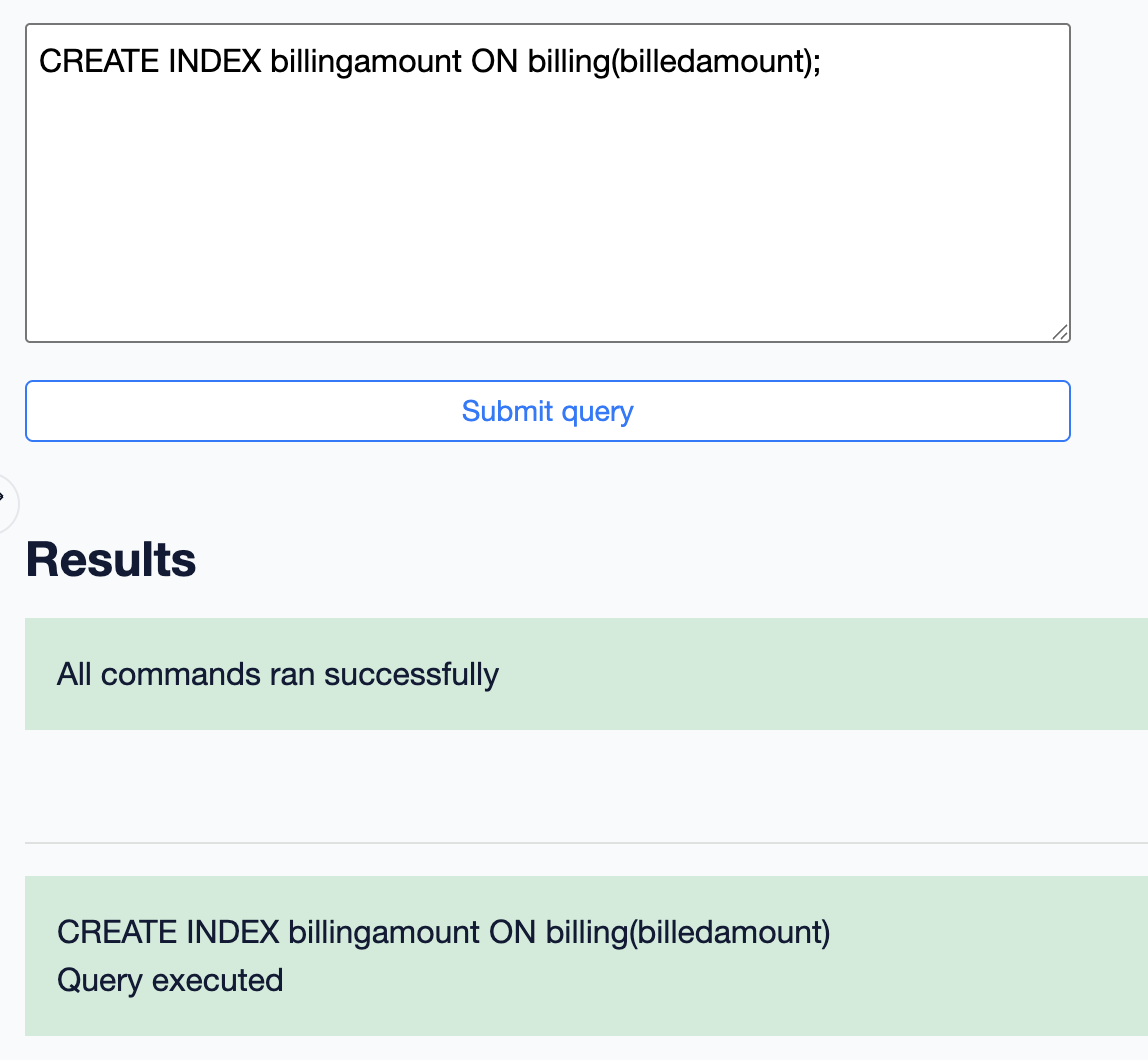 CREATE INDEX billingamount ON billing(billedamount);
Submit query
Results
All commands ran successfully
CREATE INDEX billingamount ON billing(billedamount)
Query executed